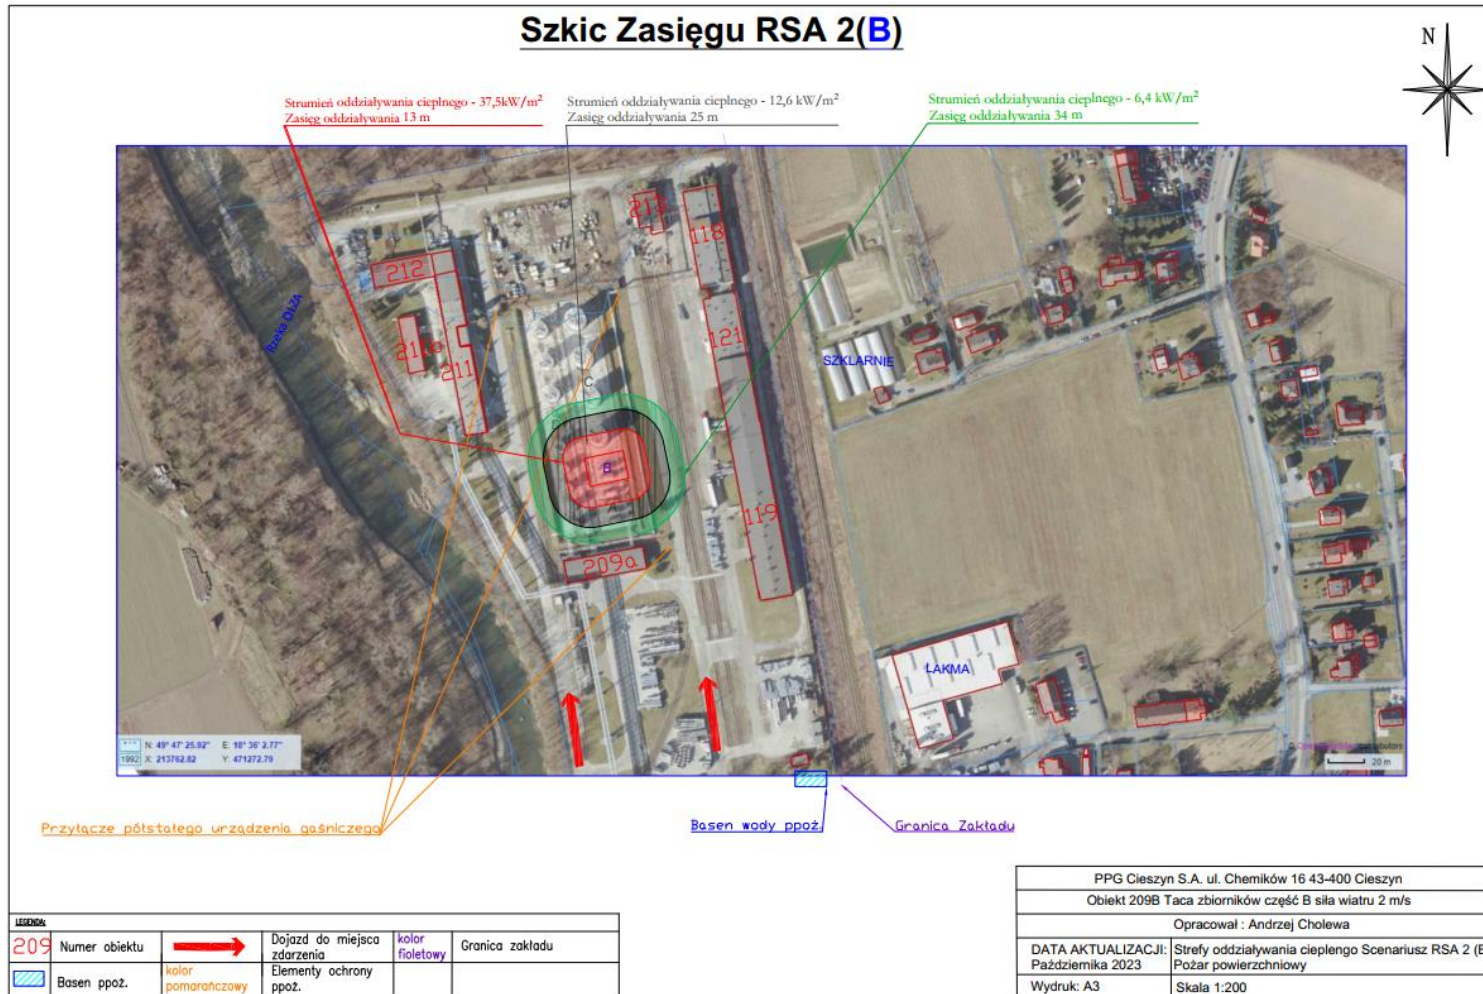 Szkic Zasięgu RSA 2(B)
N
Strumień oddziaływania cieplnego - 37,5kW/m²
Zasięg oddziaływania 13 m
Strumień oddziaływania cieplnego - 12,6 kW/m²
Zasięg oddziaływania 25 m
Strumień oddziaływania cieplnego - 6,4 kW/m²
Zasięg oddziaływania 34 m
118
212
Rzeka OlZA
211
121
SZKLARNIE
C
B
119
209a
LAKMA
N: 49° 47' 25.92" E: 18° 36' 2.77"
1992 X: 213762.82 Y: 471272.79
20 m
Przyłącze półstałego urządzenia gaśniczego
Basen wody ppoż.
Granica Zakładu
PPG Cieszyn S.A. ul. Chemików 16 43-400 Cieszyn
Obiekt 209B Taca zbiorników część B siła wiatru 2 m/s
Opracował : Andrzej Cholewa
DATA AKTUALIZACJI:
Października 2023
Strefy oddziaływania cieplengo Scenariusz RSA 2 (B
Pożar powierzchniowy
Wydruk: A3
Skala 1:200
LEGENDA:
209
Numer obiektu
Dojazd do miejsca
zdarzenia
kolor
fioletowy
Granica zakładu
Basen ppoż.
kolor
pomarańczowy
Elementy ochrony
ppoż.